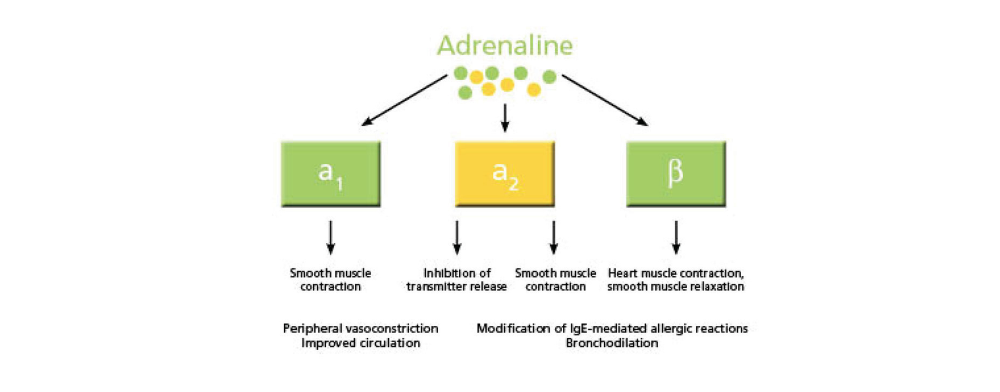 Adrenaline
a1
a2
β
Smooth muscle
contraction
Inhibition of
transmitter release
Smooth muscle
contraction
Heart muscle contraction,
smooth muscle relaxation
Peripheral vasoconstriction
Improved circulation
Modification of IgE-mediated allergic reactions
Bronchodilation